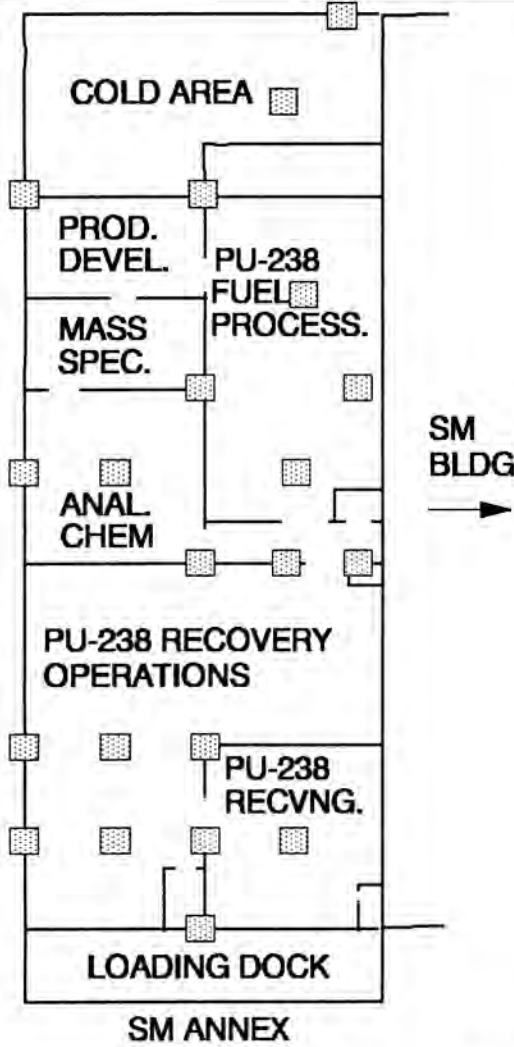 COLD AREA
PROD.
DEVEL.
PU-238
FUEL
PROCESS.
MASS
SPEC.
SM
BLDG
ANAL.
CHEM
PU-238 RECOVERY
OPERATIONS
PU-238
RECVNG.
LOADING DOCK
SM ANNEX